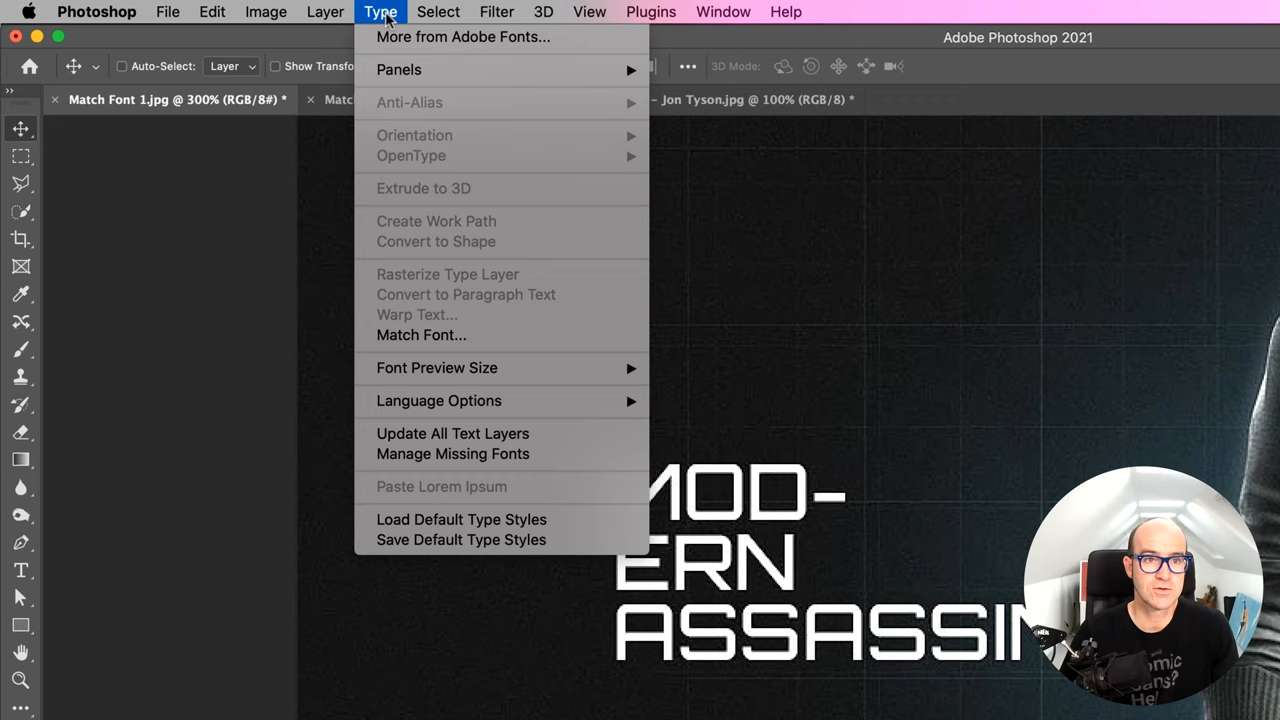 Photoshop File Edit Image Layer Type Select Filter 3D View Plugins Window Help
Adobe Photoshop 2021
Auto-Select: Layer Show Transfo 3D Mode:
Match Font 1.jpg @ 300% (RGB/8#) * Matc - Jon Tyson.jpg @ 100% (RGB/8) *
More from Adobe Fonts...
Panels
Anti-Alias
Orientation
OpenType
Extrude to 3D
Create Work Path
Convert to Shape
Rasterize Type Layer
Convert to Paragraph Text
Warp Text...
Match Font...
Font Preview Size
Language Options
Update All Text Layers
Manage Missing Fonts
Paste Lorem Ipsum
Load Default Type Styles
Save Default Type Styles
MOD-
ERN
ASSASSIN